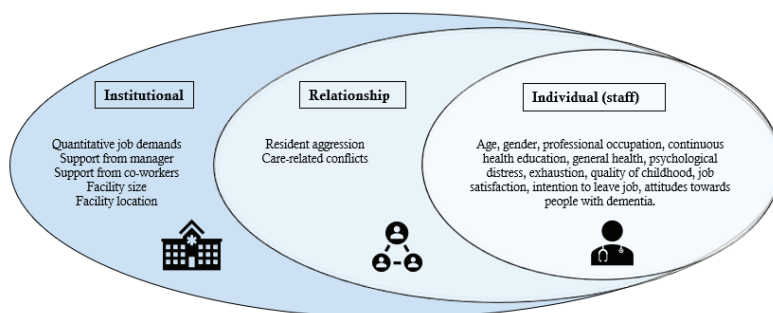 Institutional
Quantitative job demands
Support from manager
Support from co-workers
Facility size
Facility location
Relationship
Resident aggression
Care-related conflicts
Individual (staff)
Age, gender, professional occupation, continuous
health education, general health, psychological
distress, exhaustion, quality of childhood, job
satisfaction, intention to leave job, attitudes towards
people with dementia.